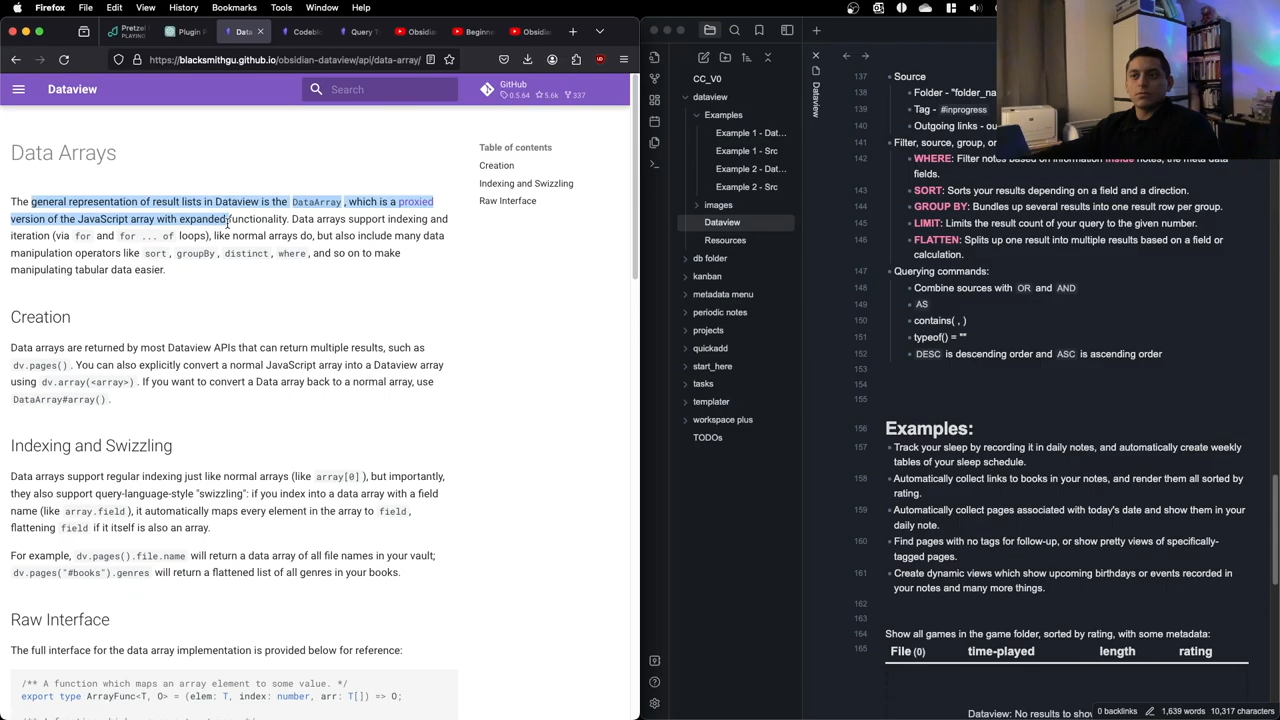 Firefox File Edit View History Bookmarks Tools Window Help
Pretzel
PLAYING
Plugin F
Data
Codeblo
Query T
Obsidia
Beginne
Obsidia
https://blacksmithgu.github.io/obsidian-dataview/api/data-array/
Dataview
Search
GitHub
0.5.64 5.6k 337
Data Arrays
The general representation of result lists in Dataview is the DataArray , which is a proxied
version of the JavaScript array with expanded functionality. Data arrays support indexing and
iteration (via for and for ... of loops), like normal arrays do, but also include many data
manipulation operators like sort, groupBy, distinct, where, and so on to make
manipulating tabular data easier.
Creation
Data arrays are returned by most Dataview APIs that can return multiple results, such as
dv.pages(). You can also explicitly convert a normal JavaScript array into a Dataview array
using dv.array(<array>). If you want to convert a Data array back to a normal array, use
DataArray#array().
Indexing and Swizzling
Data arrays support regular indexing just like normal arrays (like array[0]), but importantly,
they also support query-language-style "swizzling": if you index into a data array with a field
name (like array.field), it automatically maps every element in the array to field,
flattening field if it itself is also an array.
For example, dv.pages().file.name will return a data array of all file names in your vault;
dv.pages("#books").genres will return a flattened list of all genres in your books.
Raw Interface
The full interface for the data array implementation is provided below for reference:
/** A function which maps an array element to some value. */
export type ArrayFunc<T, O> = (elem: T, index: number, arr: T[]) => O;
Table of contents
Creation
Indexing and Swizzling
Raw Interface
CC_V0
dataview
Examples
Example 1 - Dat...
Example 1 - Src
Example 2 - Dat...
Example 2 - Src
images
Dataview
Resources
db folder
kanban
metadata menu
periodic notes
projects
quickadd
start_here
tasks
templater
workspace plus
TODOs
Dataview
137 Source
138 Folder - "folder_na
139 Tag - #inprogress
140 Outgoing links - ou
141 Filter, source, group, or
142 WHERE: Filter notes based on information inside notes, the meta data
fields.
143 SORT: Sorts your results depending on a field and a direction.
144 GROUP BY: Bundles up several results into one result row per group.
145 LIMIT: Limits the result count of your query to the given number.
146 FLATTEN: Splits up one result into multiple results based on a field or
calculation.
147 Querying commands:
148 Combine sources with OR and AND
149 AS
150 contains( , )
151 typeof() = ""
152 DESC is descending order and ASC is ascending order
153
154
155
156 Examples:
157 Track your sleep by recording it in daily notes, and automatically create weekly
tables of your sleep schedule.
158 Automatically collect links to books in your notes, and render them all sorted by
rating.
159 Automatically collect pages associated with today's date and show them in your
daily note.
160 Find pages with no tags for follow-up, or show pretty views of specifically-
tagged pages.
161 Create dynamic views which show upcoming birthdays or events recorded in
your notes and many more things.
162
163
164 Show all games in the game folder, sorted by rating, with some metadata:
165 File (0) time-played length rating
Dataview: No results to show
0 backlinks 1,639 words 10,317 characters